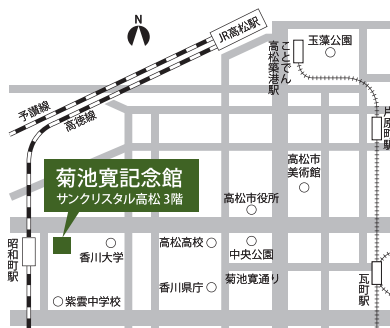 N
JR高松駅
玉藻公園
ことでん
高松築港駅
予讃線
高徳線
片原町駅
菊池寛記念館
サンクリスタル高松 3階
高松市
美術館
高松市役所
昭和町駅
香川大学
高松高校
中央公園
菊池寛通り
瓦町駅
香川県庁
紫雲中学校